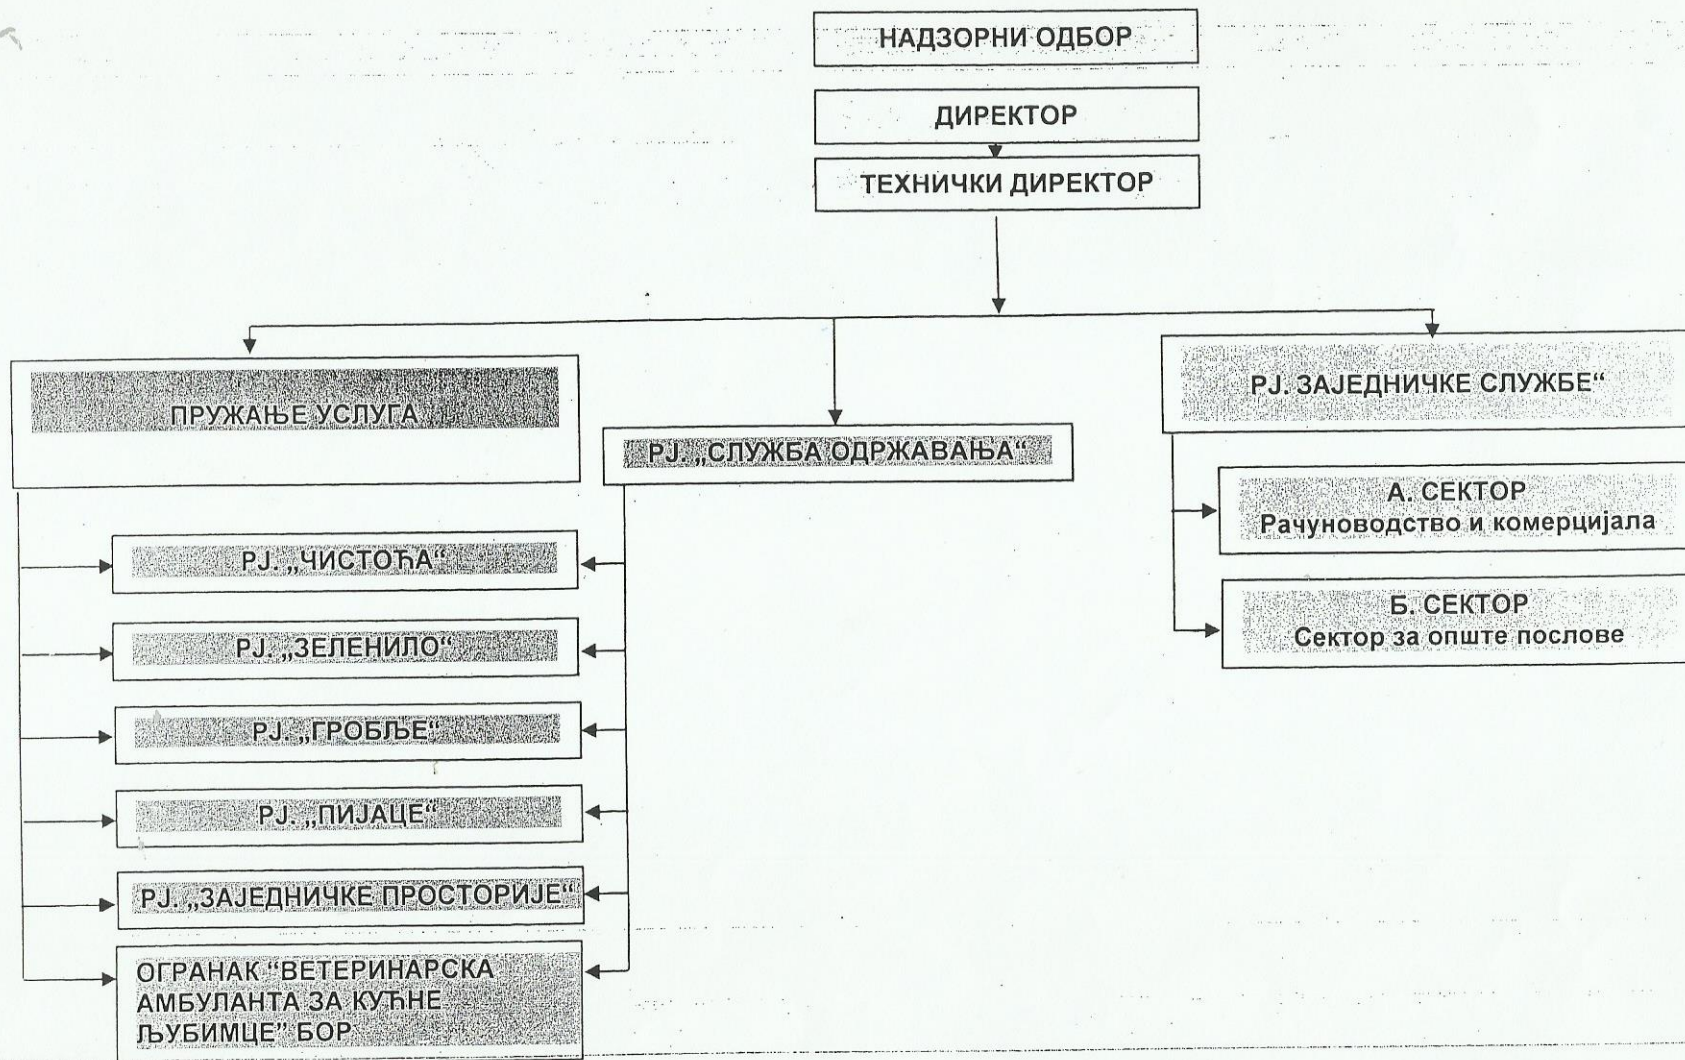 НАДЗОРНИ ОДБОР
ДИРЕКТОР
ТЕХНИЧКИ ДИРЕКТОР
ПРУЖАЊЕ УСЛУГА
РЈ. „СЛУЖБА ОДРЖАВАЊА“
РЈ. ЗАЈЕДНИЧКЕ СЛУЖБЕ“
А. СЕКТОР
Рачуноводство и комерцијала
Б. СЕКТОР
Сектор за опште послове
РЈ. „ЧИСТОЋА“
РЈ. „ЗЕЛЕНИЛО“
РЈ. „ГРОБЉЕ“
РЈ. „ПИЈАЦЕ“
РЈ. „ЗАЈЕДНИЧКЕ ПРОСТОРИЈЕ“
ОГРАНАК “ВЕТЕРИНАРСКА
АМБУЛАНТА ЗА КУЋНЕ
ЉУБИМЦЕ” БОР